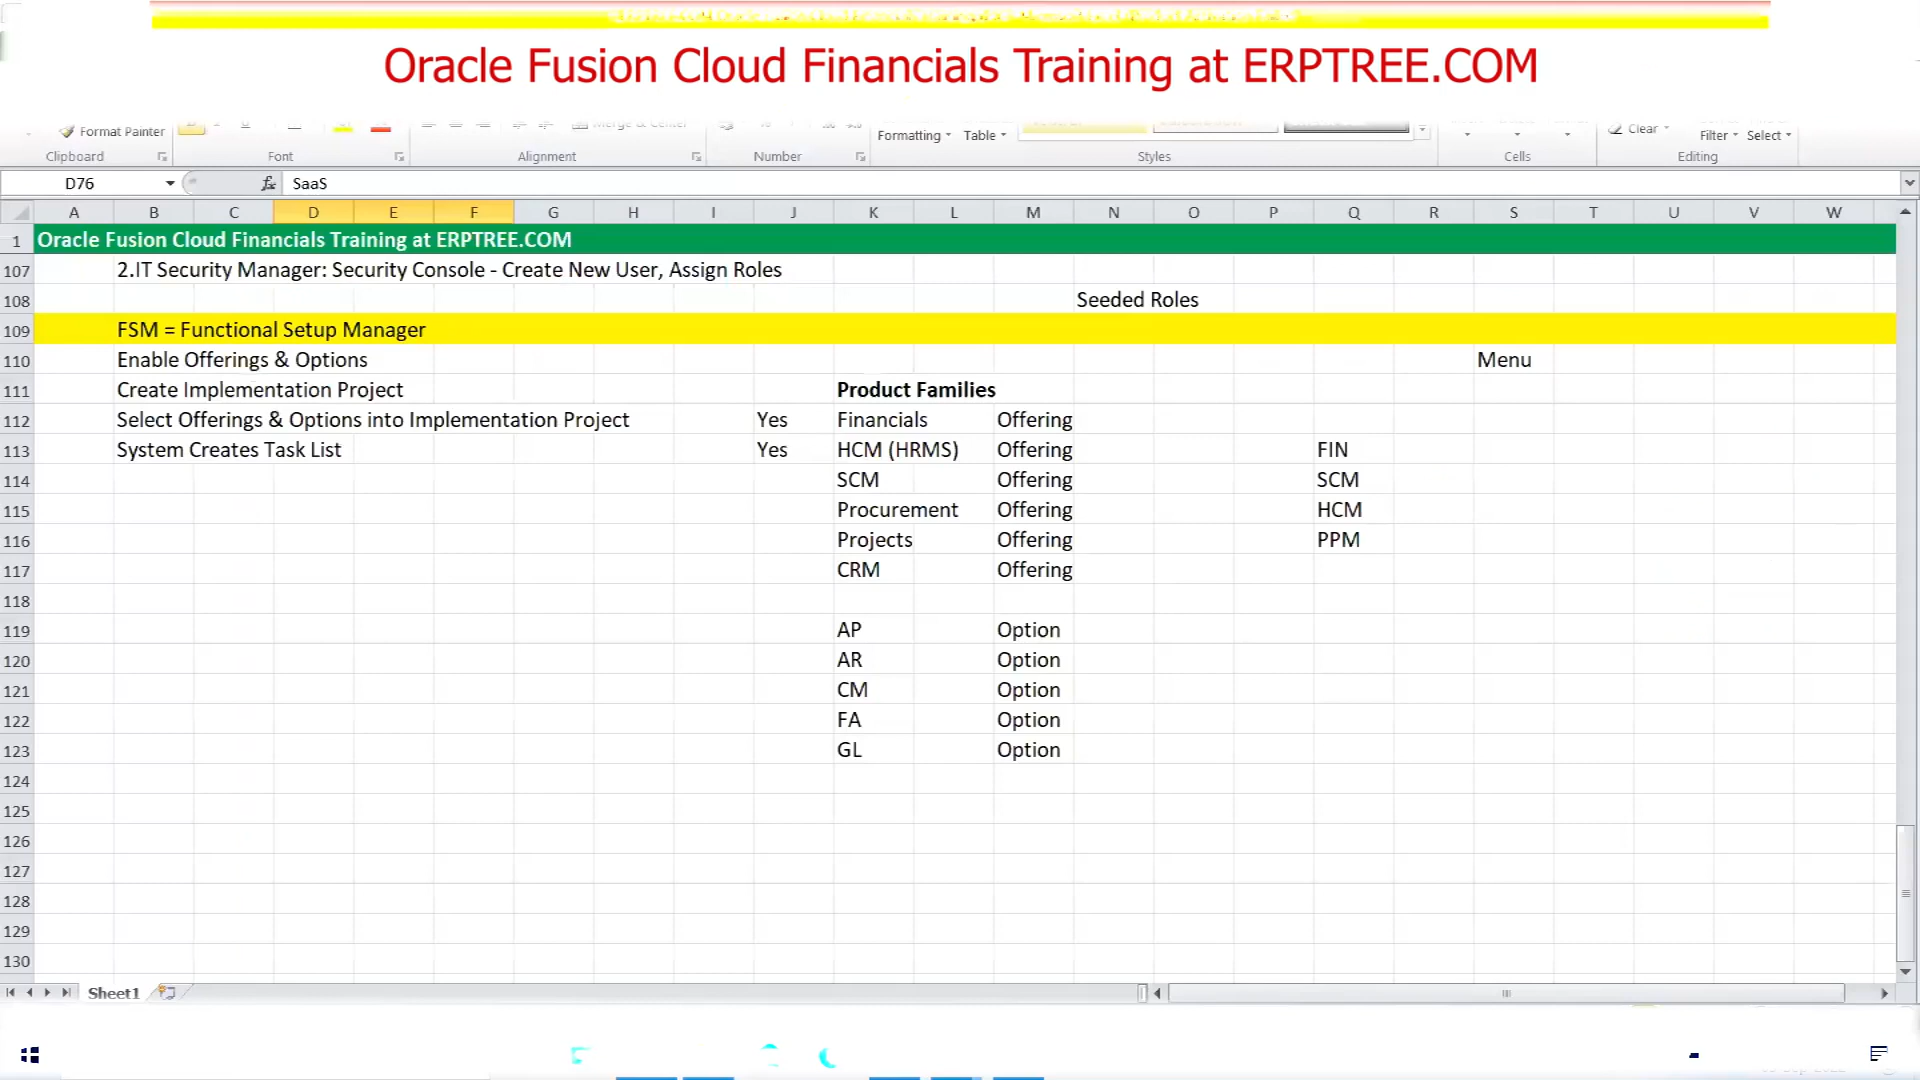 Oracle Fusion Cloud Financials Training at ERPTREE.COM
Format Painter
Merge & Center
Formatting
Table
Clear
Filter
Select
Clipboard
Font
Alignment
Number
Styles
Cells
Editing
D76
fx
SaaS
A B C D E F G H I J K L M N O P Q R S T U V W
1 Oracle Fusion Cloud Financials Training at ERPTREE.COM
107 2.IT Security Manager: Security Console - Create New User, Assign Roles
108 Seeded Roles
109 FSM = Functional Setup Manager
110 Enable Offerings & Options Menu
111 Create Implementation Project Product Families
112 Select Offerings & Options into Implementation Project Yes Financials Offering
113 System Creates Task List Yes HCM (HRMS) Offering FIN
114 SCM Offering SCM
115 Procurement Offering HCM
116 Projects Offering PPM
117 CRM Offering
118
119 AP Option
120 AR Option
121 CM Option
122 FA Option
123 GL Option
124
125
126
127
128
129
130
Sheet1